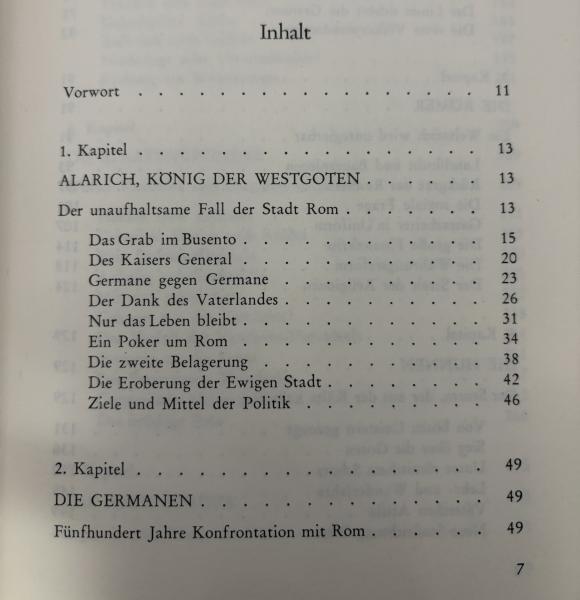 Inhalt
Vorwort . . . . . . . . . . . . . . . . . 11
1. Kapitel . . . . . . . . . . . . . . . . . 13
ALARICH, KÖNIG DER WESTGOTEN . . . . . . 13
Der unaufhaltsame Fall der Stadt Rom . . . . . . . 13
Das Grab im Busento . . . . . . . . . . . . 15
Des Kaisers General . . . . . . . . . . . . 20
Germane gegen Germane . . . . . . . . . . 23
Der Dank des Vaterlandes . . . . . . . . . . 26
Nur das Leben bleibt . . . . . . . . . . . . 31
Ein Poker um Rom . . . . . . . . . . . . 34
Die zweite Belagerung . . . . . . . . . . . 38
Die Eroberung der Ewigen Stadt . . . . . . . . 42
Ziele und Mittel der Politik . . . . . . . . . 46
2. Kapitel . . . . . . . . . . . . . . . . . 49
DIE GERMANEN . . . . . . . . . . . . . 49
Fünfhundert Jahre Konfrontation mit Rom . . . . . . 49
7